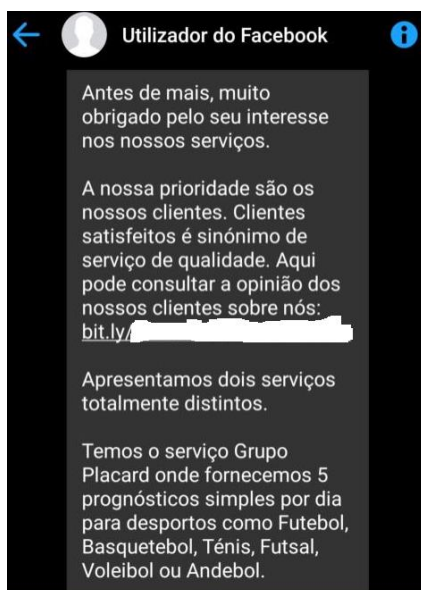 Utilizador do Facebook
Antes de mais, muito
obrigado pelo seu interesse
nos nossos serviços.
A nossa prioridade são os
nossos clientes. Clientes
satisfeitos é sinónimo de
serviço de qualidade. Aqui
pode consultar a opinião dos
nossos clientes sobre nós:
bit.ly/
Apresentamos dois serviços
totalmente distintos.
Temos o serviço Grupo
Placard onde fornecemos 5
prognósticos simples por dia
para desportos como Futebol,
Basquetebol, Ténis, Futsal,
Voleibol ou Andebol.